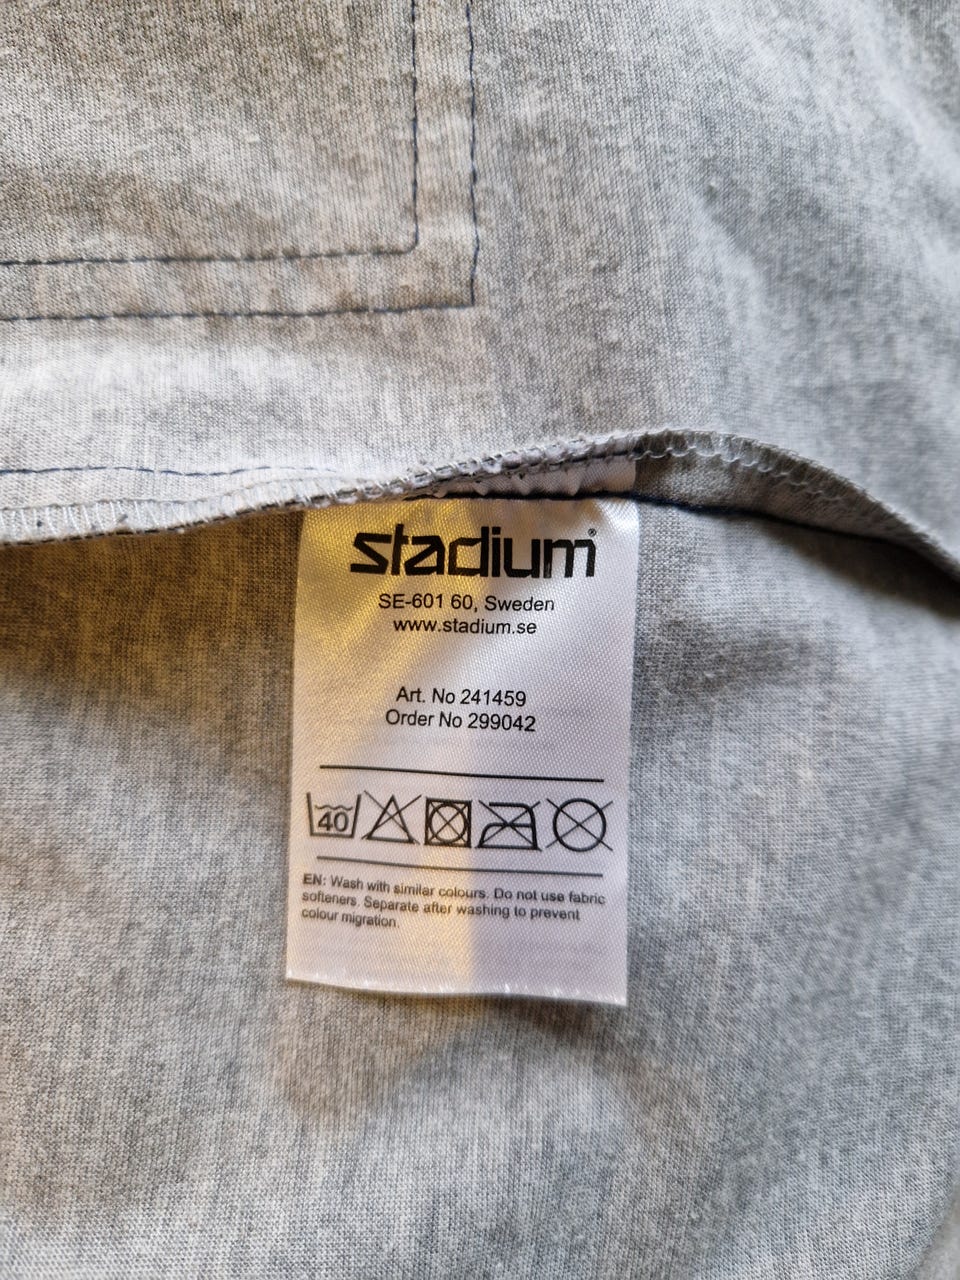 stadium®
SE-601 60, Sweden
www.stadium.se
Art. No 241459
Order No 299042
40
EN: Wash with similar colours. Do not use fabric
softeners. Separate after washing to prevent
colour migration.